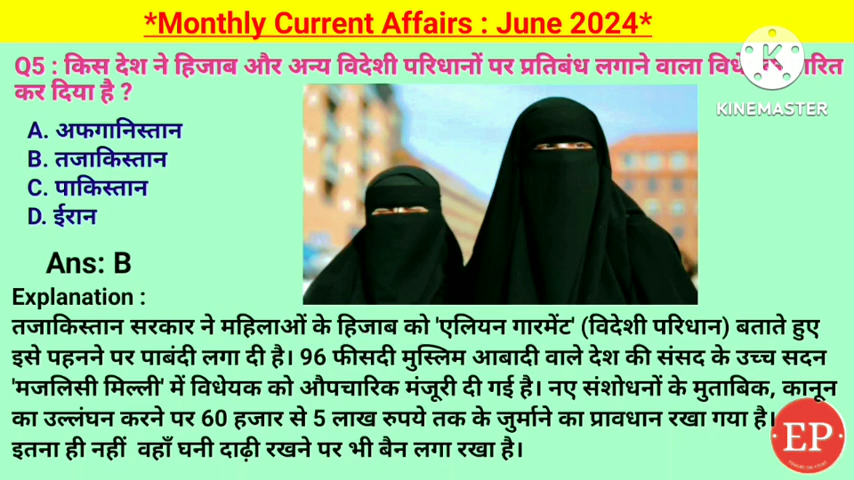 *Monthly Current Affairs : June 2024*
Q5 : किस देश ने हिजाब और अन्य विदेशी परिधानों पर प्रतिबंध लगाने वाला
कर दिया है ?
K
KINEMASTER
A. अफगानिस्तान
B. तजाकिस्तान
C. पाकिस्तान
D. ईरान
Ans: B
Explanation :
तजाकिस्तान सरकार ने महिलाओं के हिजाब को 'एलियन गारमेंट' (विदेशी परिधान) बताते हुए
इसे पहनने पर पाबंदी लगा दी है। 96 फीसदी मुस्लिम आबादी वाले देश की संसद के उच्च सदन
'मजलिसी मिल्ली' में विधेयक को औपचारिक मंजूरी दी गई है। नए संशोधनों के मुताबिक, कानून
का उल्लंघन करने पर 60 हजार से 5 लाख रुपये तक के जुर्माने का प्रावधान रखा गया है।
इतना ही नहीं वहाँ घनी दाढ़ी रखने पर भी बैन लगा रखा है।
EP